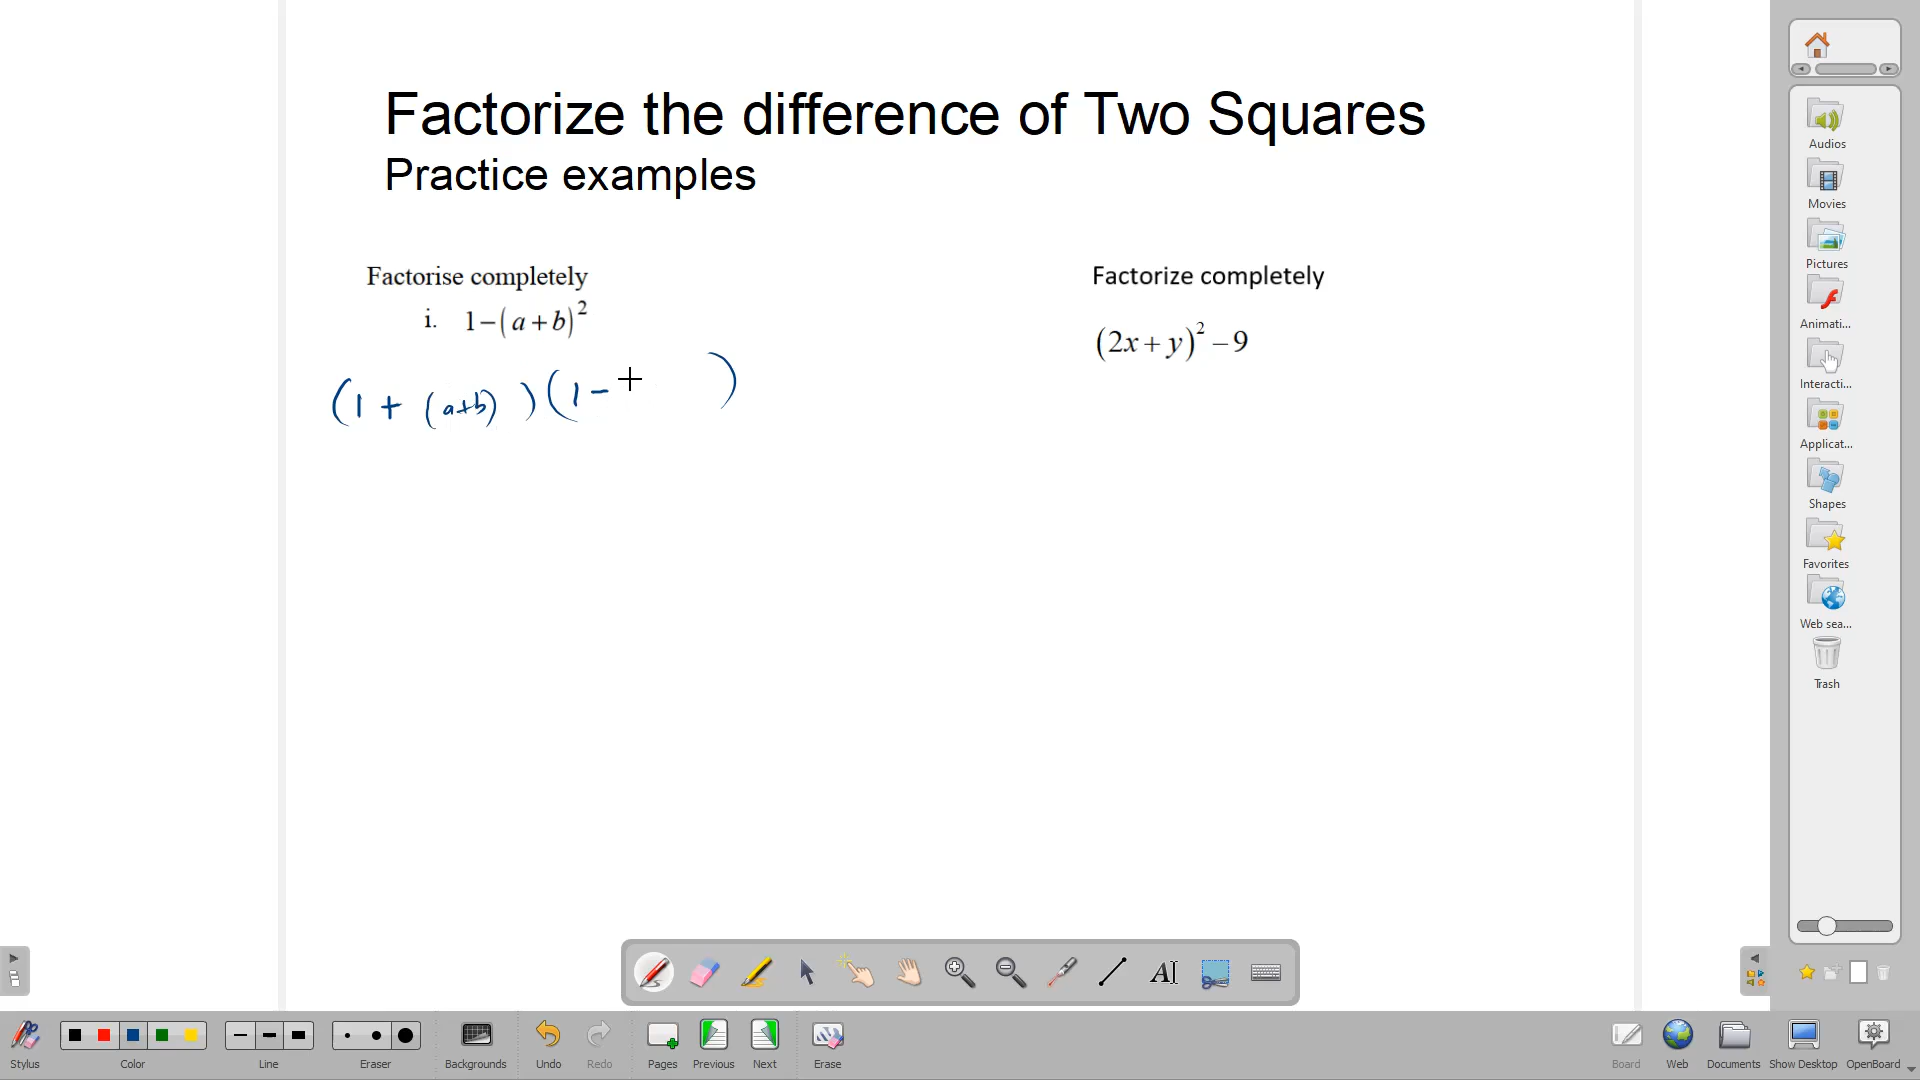 Factorize the difference of Two Squares
Practice examples
Factorise completely
i. 1−(a+b)²
(1 + (a+b) )(1 − )
Factorize completely
(2x+y)² − 9
Audios
Movies
Pictures
Animati...
Interacti...
Applicat...
Shapes
Favorites
Web sea...
Trash
AI
Stylus
Color
Line
Eraser
Backgrounds
Undo
Redo
Pages
Previous
Next
Erase
Board
Web
Documents
Show Desktop
OpenBoard